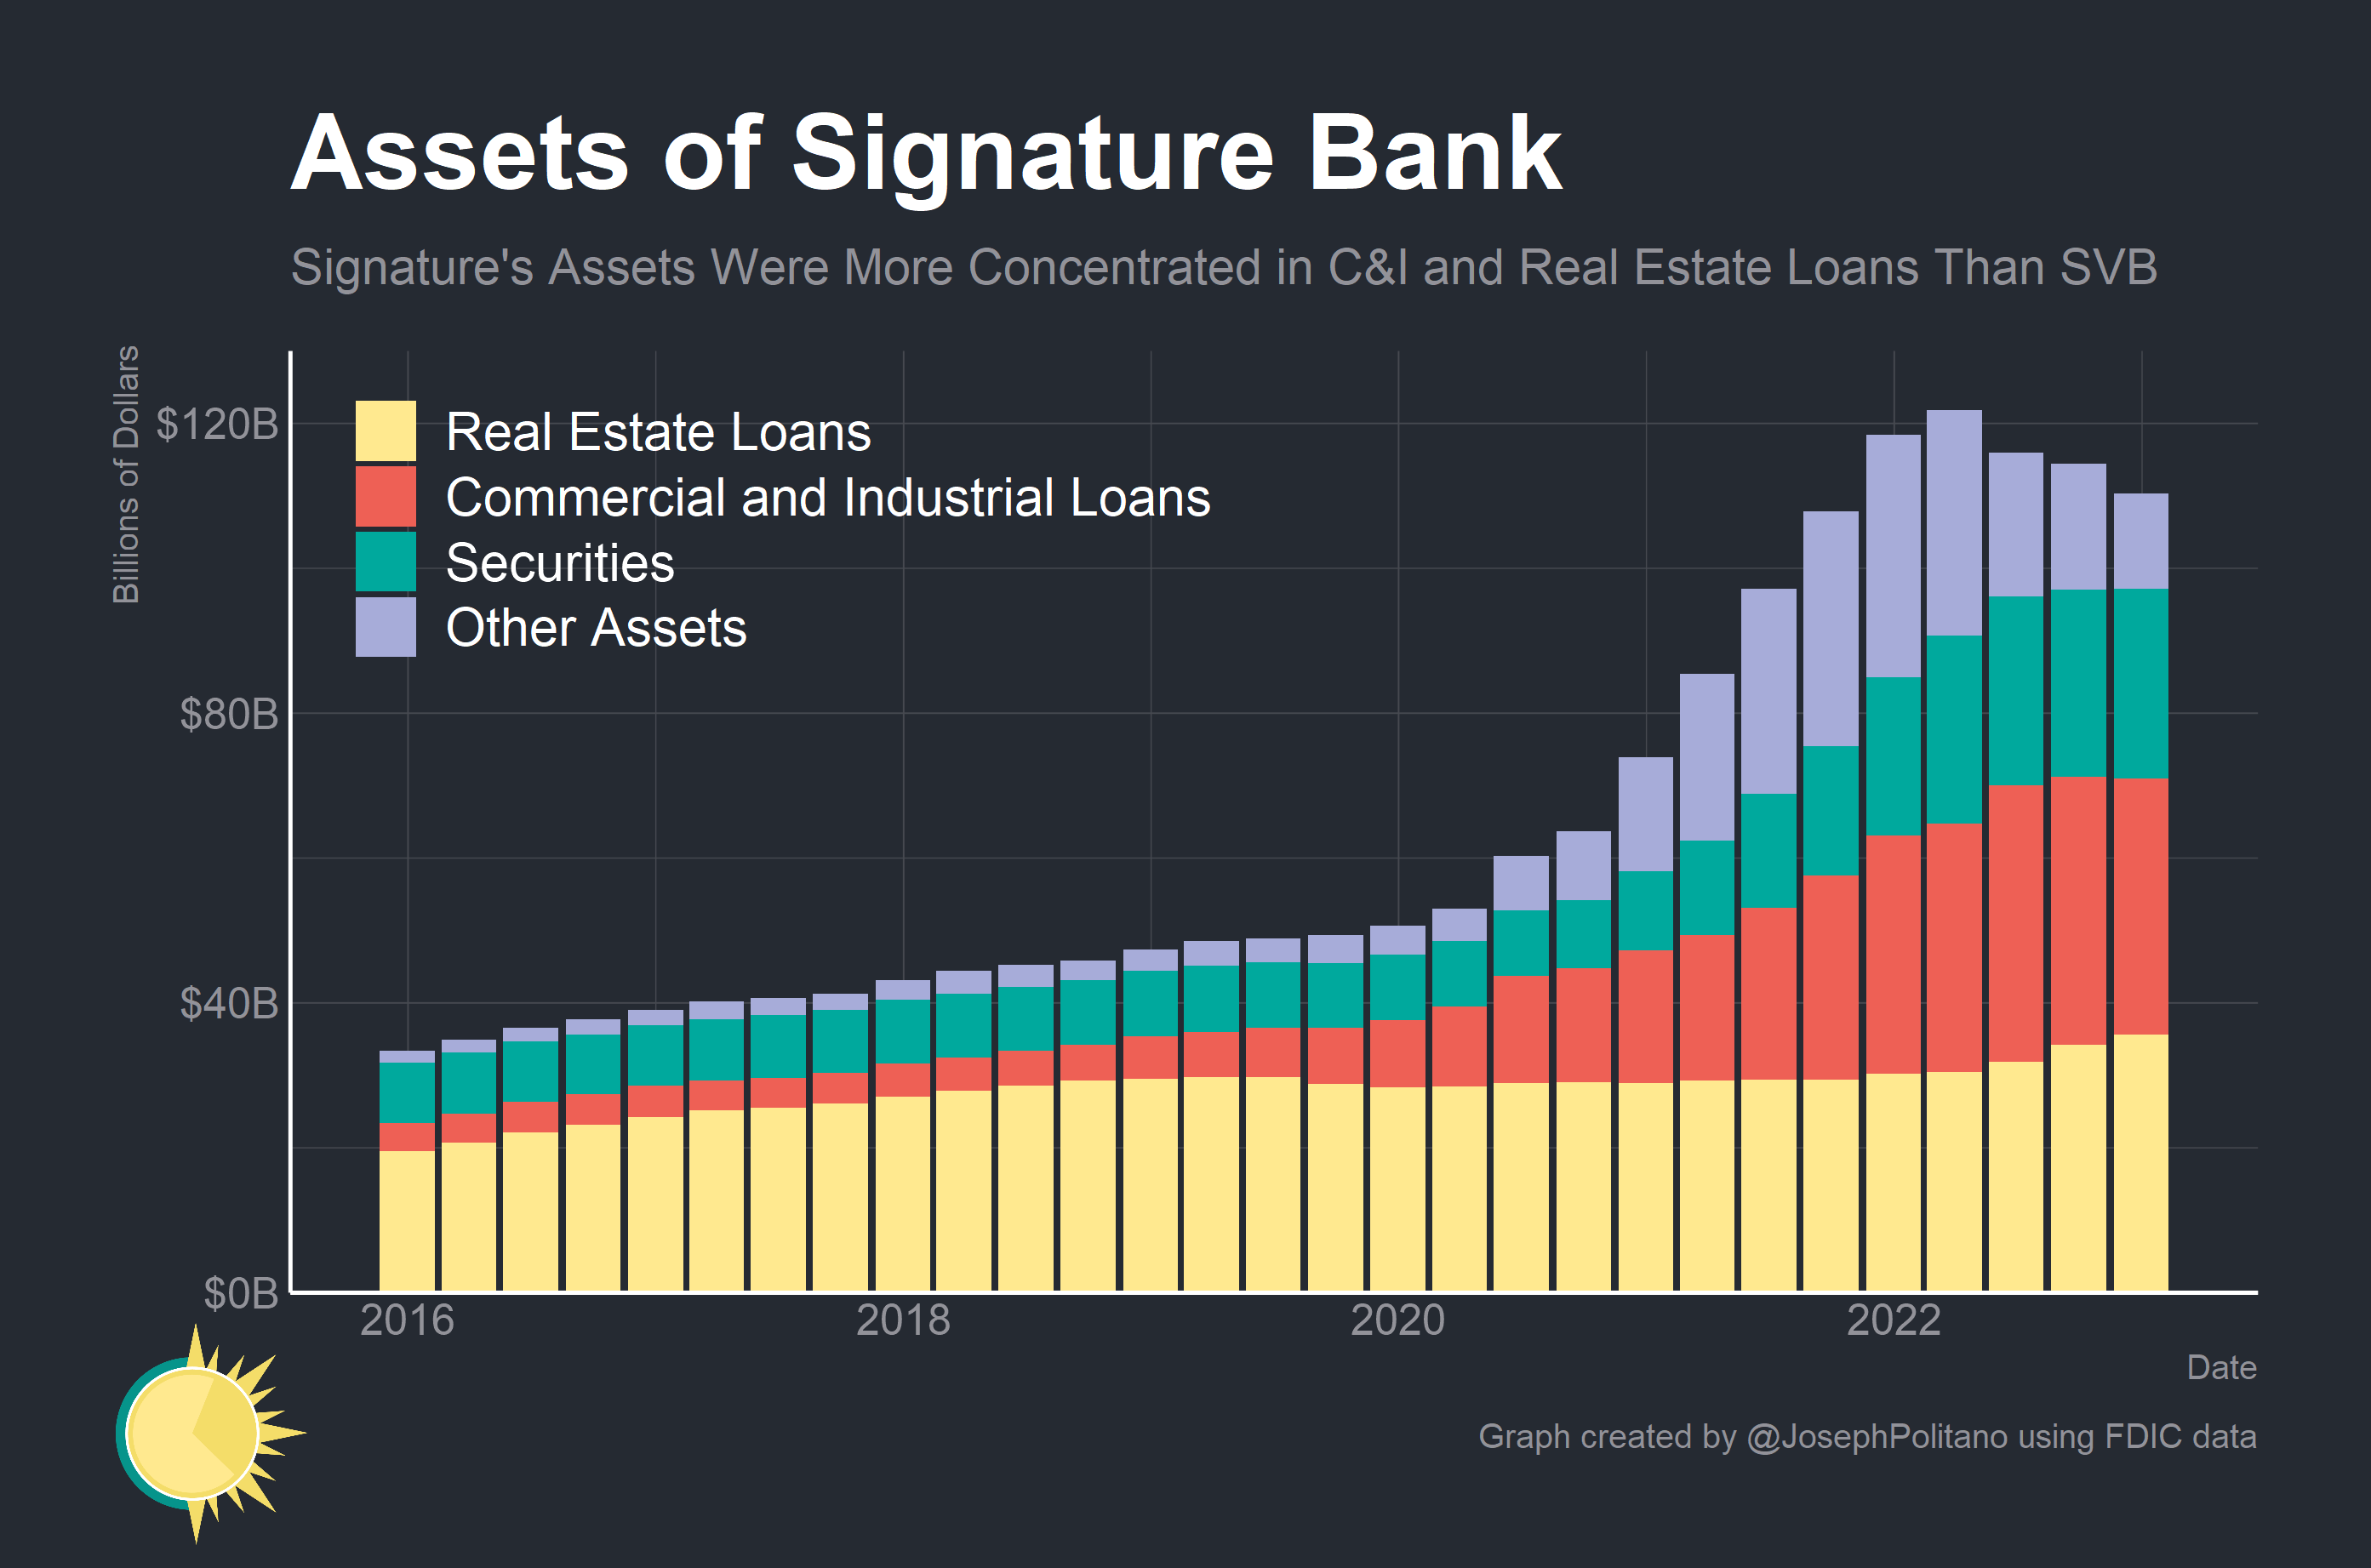 Assets of Signature Bank
Signature's Assets Were More Concentrated in C&I and Real Estate Loans Than SVB
Billions of Dollars
$120B
$80B
$40B
$0B
Real Estate Loans
Commercial and Industrial Loans
Securities
Other Assets
2016
2018
2020
2022
Date
Graph created by @JosephPolitano using FDIC data